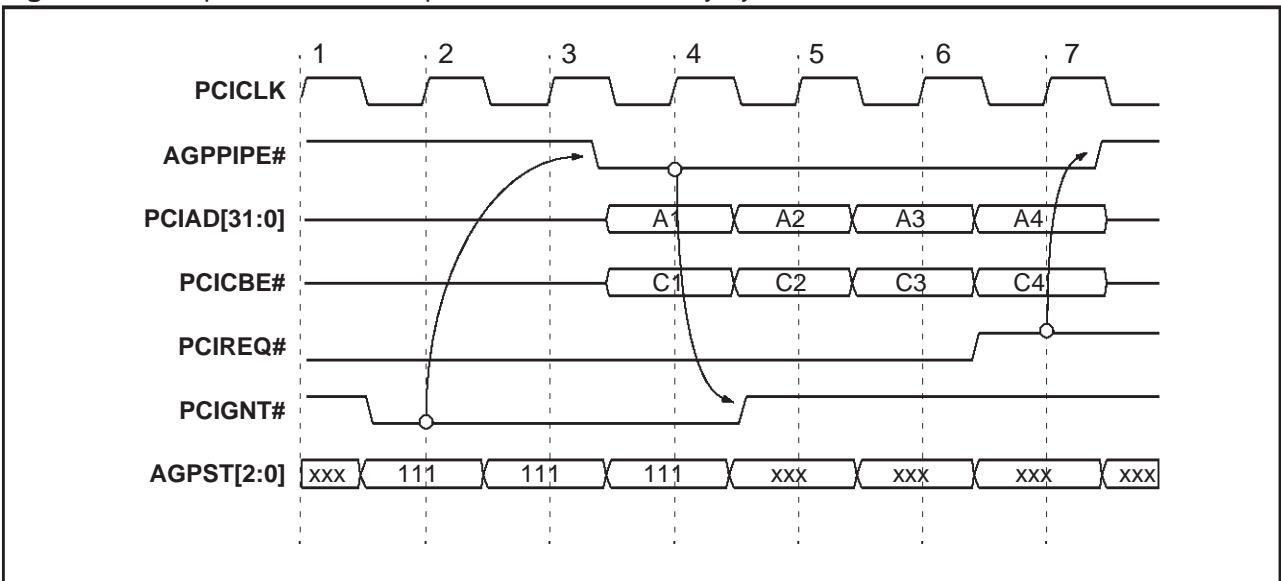 1 2 3 4 5 6 7
PCICLK
AGPPIPE#
PCIAD[31:0] A1 A2 A3 A4
PCICBE# C1 C2 C3 C4
PCIREQ#
PCIGNT#
AGPST[2:0] xxx 111 111 111 xxx xxx xxx xxx